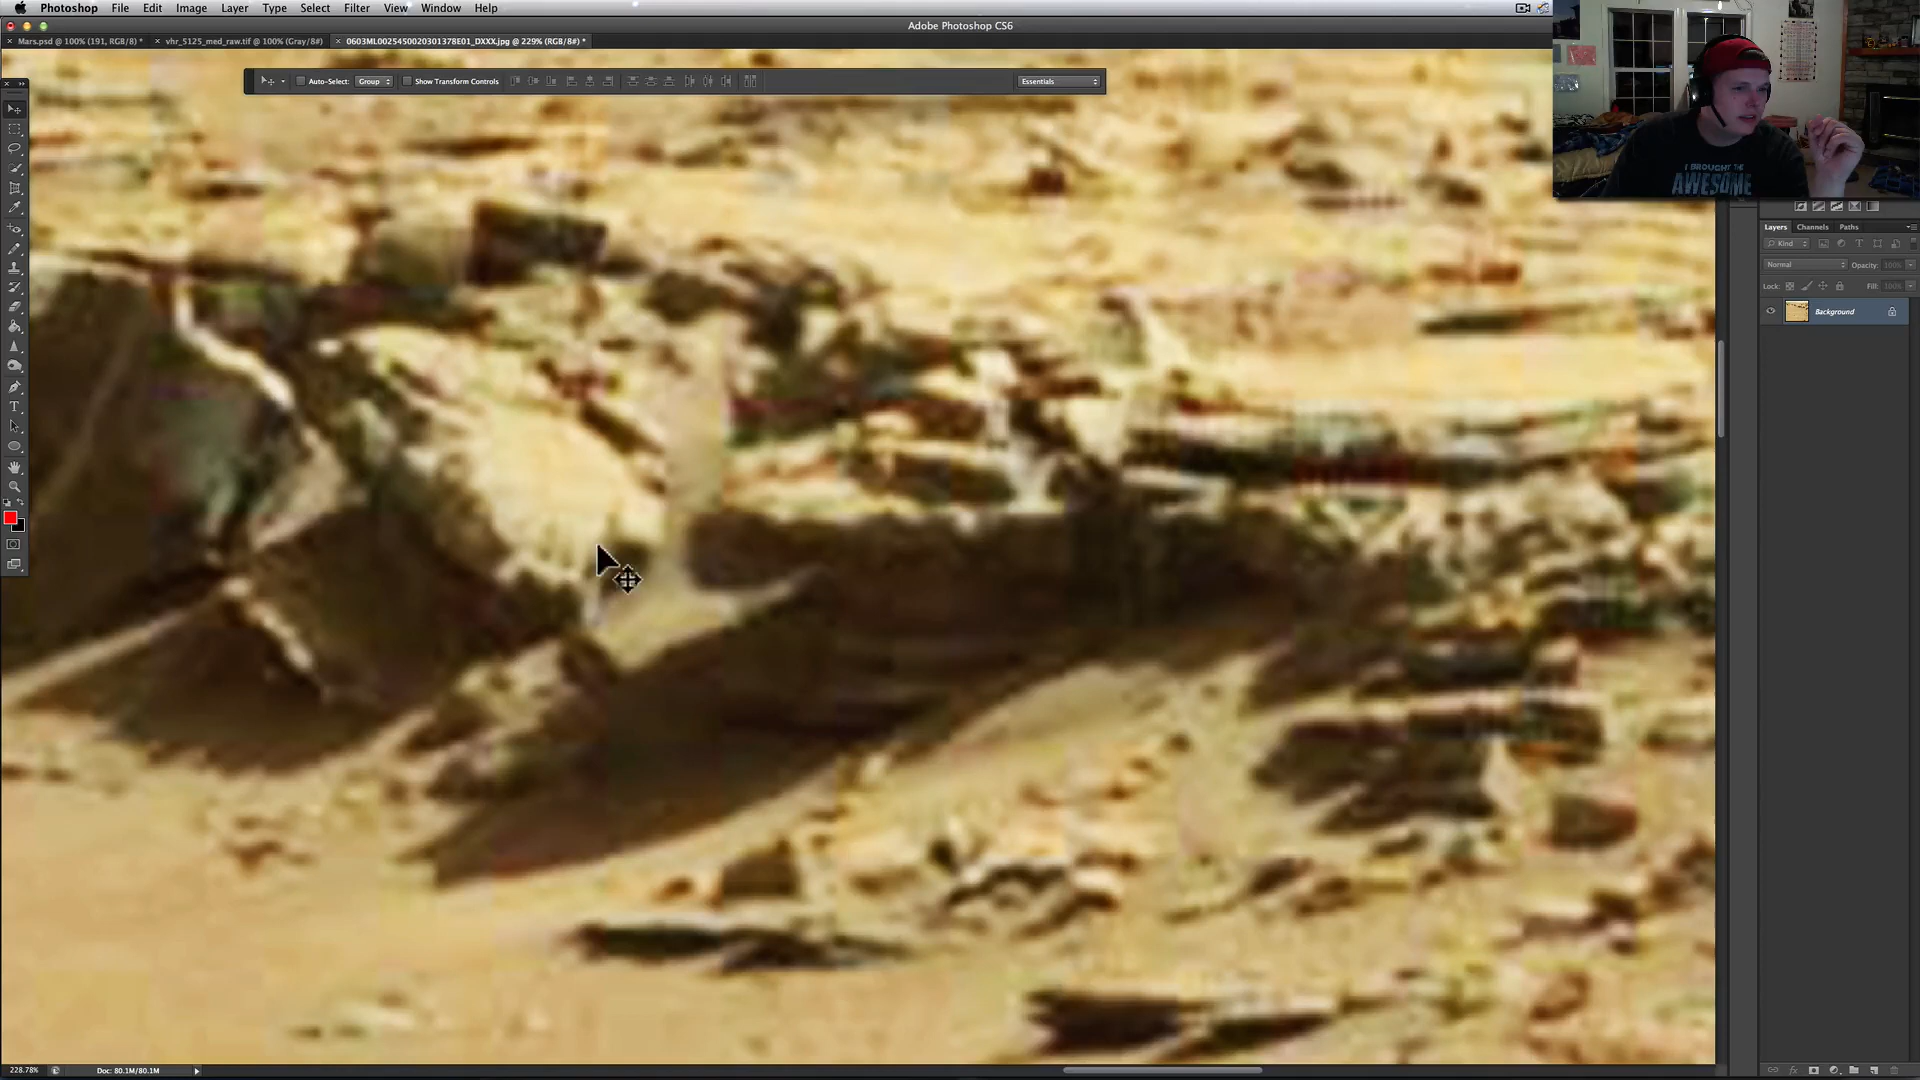 Photoshop File Edit Image Layer Type Select Filter View Window Help
Adobe Photoshop CS6
× Mars.psd @ 100% (191, RGB/8) * × vhr_5125_med_raw.tif @ 100% (Gray/8#) × 0603ML0025450020301378E01_DXXX.jpg @ 229% (RGB/8#) *
Auto-Select: Group Show Transform Controls Essentials
I BROUGHT THE
AWESOME
Layers Channels Paths
Kind
Normal Opacity: 100%
Lock: Fill: 100%
Background
228.78% Doc: 80.1M/80.1M